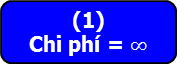 (1)
Chi phí = ∞